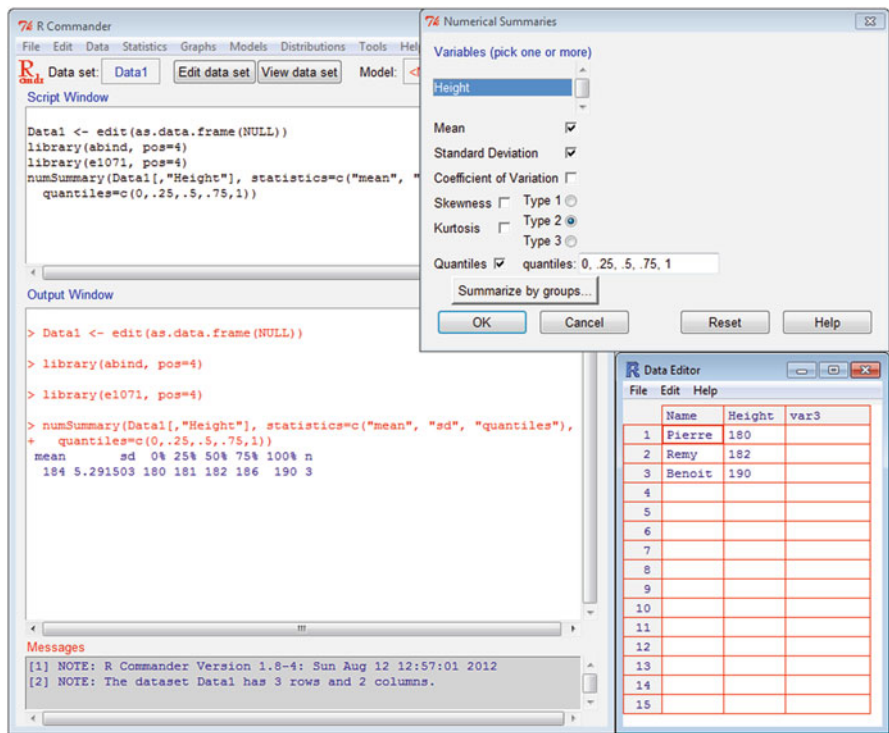 R Commander
File Edit Data Statistics Graphs Models Distributions Tools Hel
R cmdr Data set: Data1 Edit data set View data set Model:
Script Window
Data1 <- edit(as.data.frame(NULL))
library(abind, pos=4)
library(e1071, pos=4)
numSummary(Data1[,"Height"], statistics=c("mean", "
  quantiles=c(0,.25,.5,.75,1))
Output Window
> Data1 <- edit(as.data.frame(NULL))
> library(abind, pos=4)
> library(e1071, pos=4)
> numSummary(Data1[,"Height"], statistics=c("mean", "sd", "quantiles"),
+   quantiles=c(0,.25,.5,.75,1))
 mean       sd  0% 25% 50% 75% 100% n
  184 5.291503 180 181 182 186  190 3
Messages
[1] NOTE: R Commander Version 1.8-4: Sun Aug 12 12:57:01 2012
[2] NOTE: The dataset Data1 has 3 rows and 2 columns.
Numerical Summaries
Variables (pick one or more)
Height
Mean
Standard Deviation
Coefficient of Variation
Skewness Type 1
Kurtosis Type 2
Type 3
Quantiles quantiles: 0, .25, .5, .75, 1
Summarize by groups...
OK Cancel Reset Help
R Data Editor
File Edit Help
Name Height var3
1 Pierre 180
2 Remy 182
3 Benoit 190
4
5
6
7
8
9
10
11
12
13
14
15